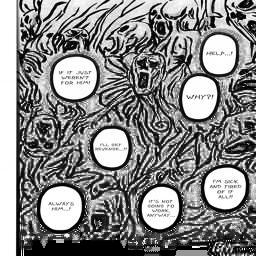 HELP...!
IF IT JUST
WEREN'T
FOR HIM!
WHY?!
I'LL GET
REVENGE...!!
I'M SICK
AND TIRED
OF IT
ALL!!
ALWAYS
HIM...!
IT'S NOT
GOING TO
WORK,
ANYWAY...